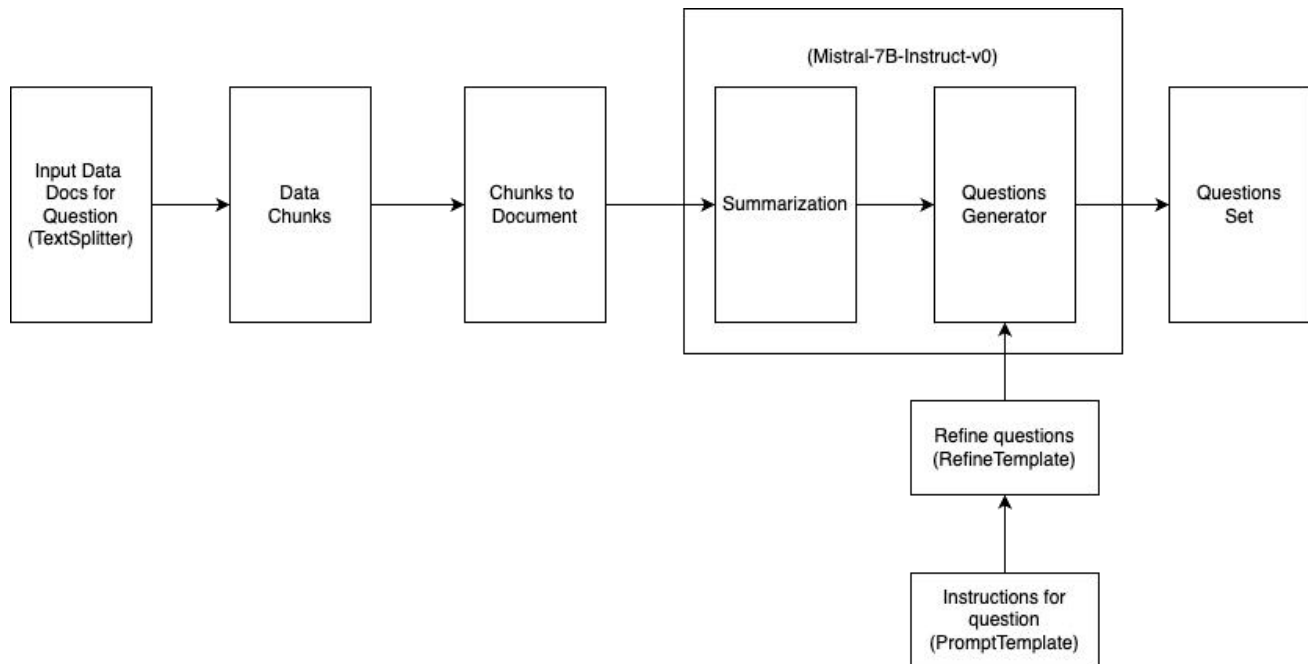 (Mistral-7B-Instruct-v0)
Input Data
Docs for
Question
(TextSplitter)
Data
Chunks
Chunks to
Document
Summarization
Questions
Generator
Questions
Set
Refine questions
(RefineTemplate)
Instructions for
question
(PromptTemplate)